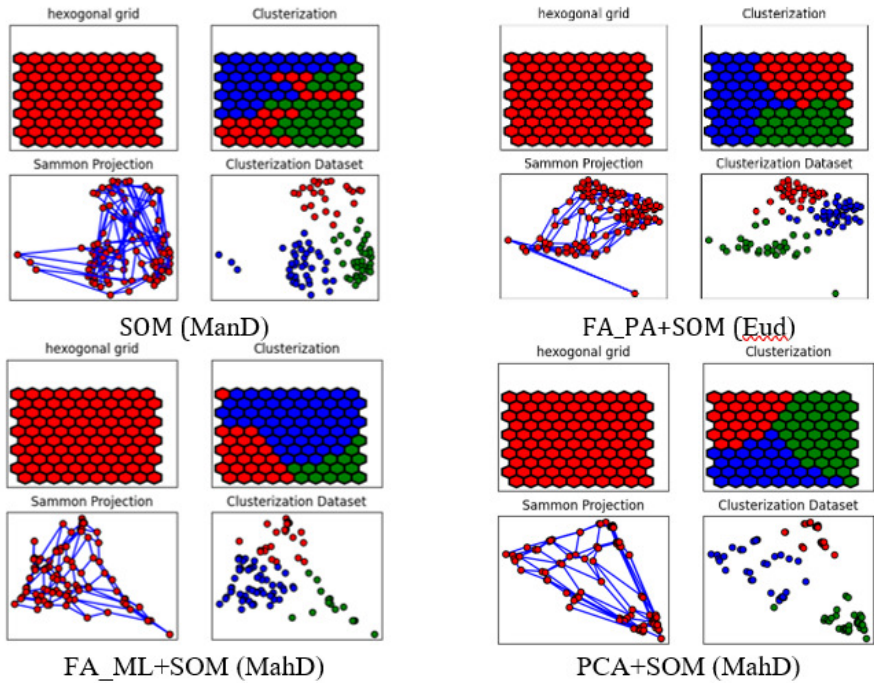 hexogonal grid
Clusterization
Sammon Projection
Clusterization Dataset
SOM (ManD)
hexogonal grid
Clusterization
Sammon Projection
Clusterization Dataset
FA_PA+SOM (Eud)
hexogonal grid
Clusterization
Sammon Projection
Clusterization Dataset
FA_ML+SOM (MahD)
hexogonal grid
Clusterization
Sammon Projection
Clusterization Dataset
PCA+SOM (MahD)